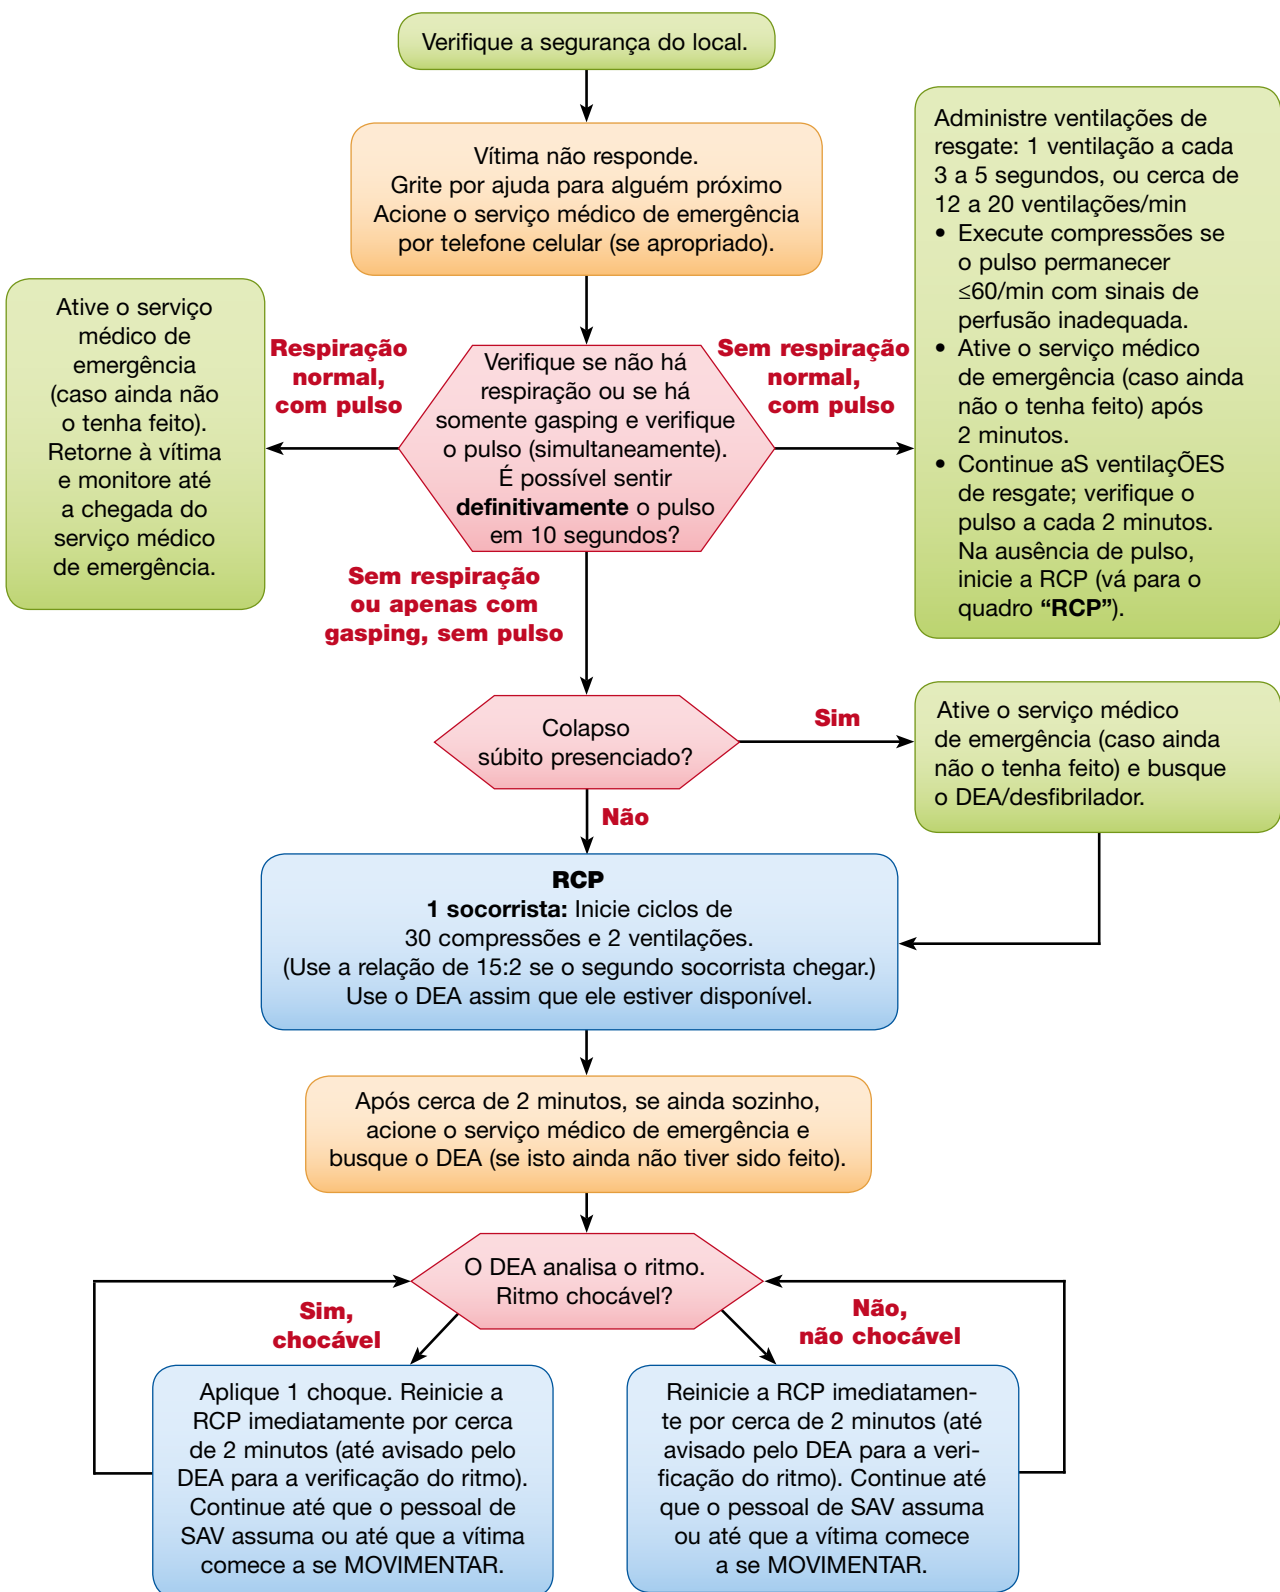 Verifique a segurança do local.
Vítima não responde.
Grite por ajuda para alguém próximo
Acione o serviço médico de emergência
por telefone celular (se apropriado).
Ative o serviço
médico de
emergência
(caso ainda não
o tenha feito).
Retorne à vítima
e monitore até
a chegada do
serviço médico
de emergência.
Respiração
normal,
com pulso
Verifique se não há
respiração ou se há
somente gasping e verifique
o pulso (simultaneamente).
É possível sentir
definitivamente o pulso
em 10 segundos?
Sem respiração
normal,
com pulso
Administre ventilações de
resgate: 1 ventilação a cada
3 a 5 segundos, ou cerca de
12 a 20 ventilações/min
• Execute compressões se
o pulso permanecer
≤60/min com sinais de
perfusão inadequada.
• Ative o serviço médico
de emergência (caso ainda
não o tenha feito) após
2 minutos.
• Continue aS ventilaçÕES
de resgate; verifique o
pulso a cada 2 minutos.
Na ausência de pulso,
inicie a RCP (vá para o
quadro “RCP”).
Sem respiração
ou apenas com
gasping, sem pulso
Colapso
súbito presenciado?
Sim
Ative o serviço médico
de emergência (caso ainda
não o tenha feito) e busque
o DEA/desfibrilador.
Não
RCP
1 socorrista: Inicie ciclos de
30 compressões e 2 ventilações.
(Use a relação de 15:2 se o segundo socorrista chegar.)
Use o DEA assim que ele estiver disponível.
Após cerca de 2 minutos, se ainda sozinho,
acione o serviço médico de emergência e
busque o DEA (se isto ainda não tiver sido feito).
O DEA analisa o ritmo.
Ritmo chocável?
Sim,
chocável
Não,
não chocável
Aplique 1 choque. Reinicie a
RCP imediatamente por cerca
de 2 minutos (até avisado pelo
DEA para a verificação do ritmo).
Continue até que o pessoal de
SAV assuma ou até que a vítima
comece a se MOVIMENTAR.
Reinicie a RCP imediatamen-
te por cerca de 2 minutos (até
avisado pelo DEA para a veri-
ficação do ritmo). Continue até
que o pessoal de SAV assuma
ou até que a vítima comece
a se MOVIMENTAR.